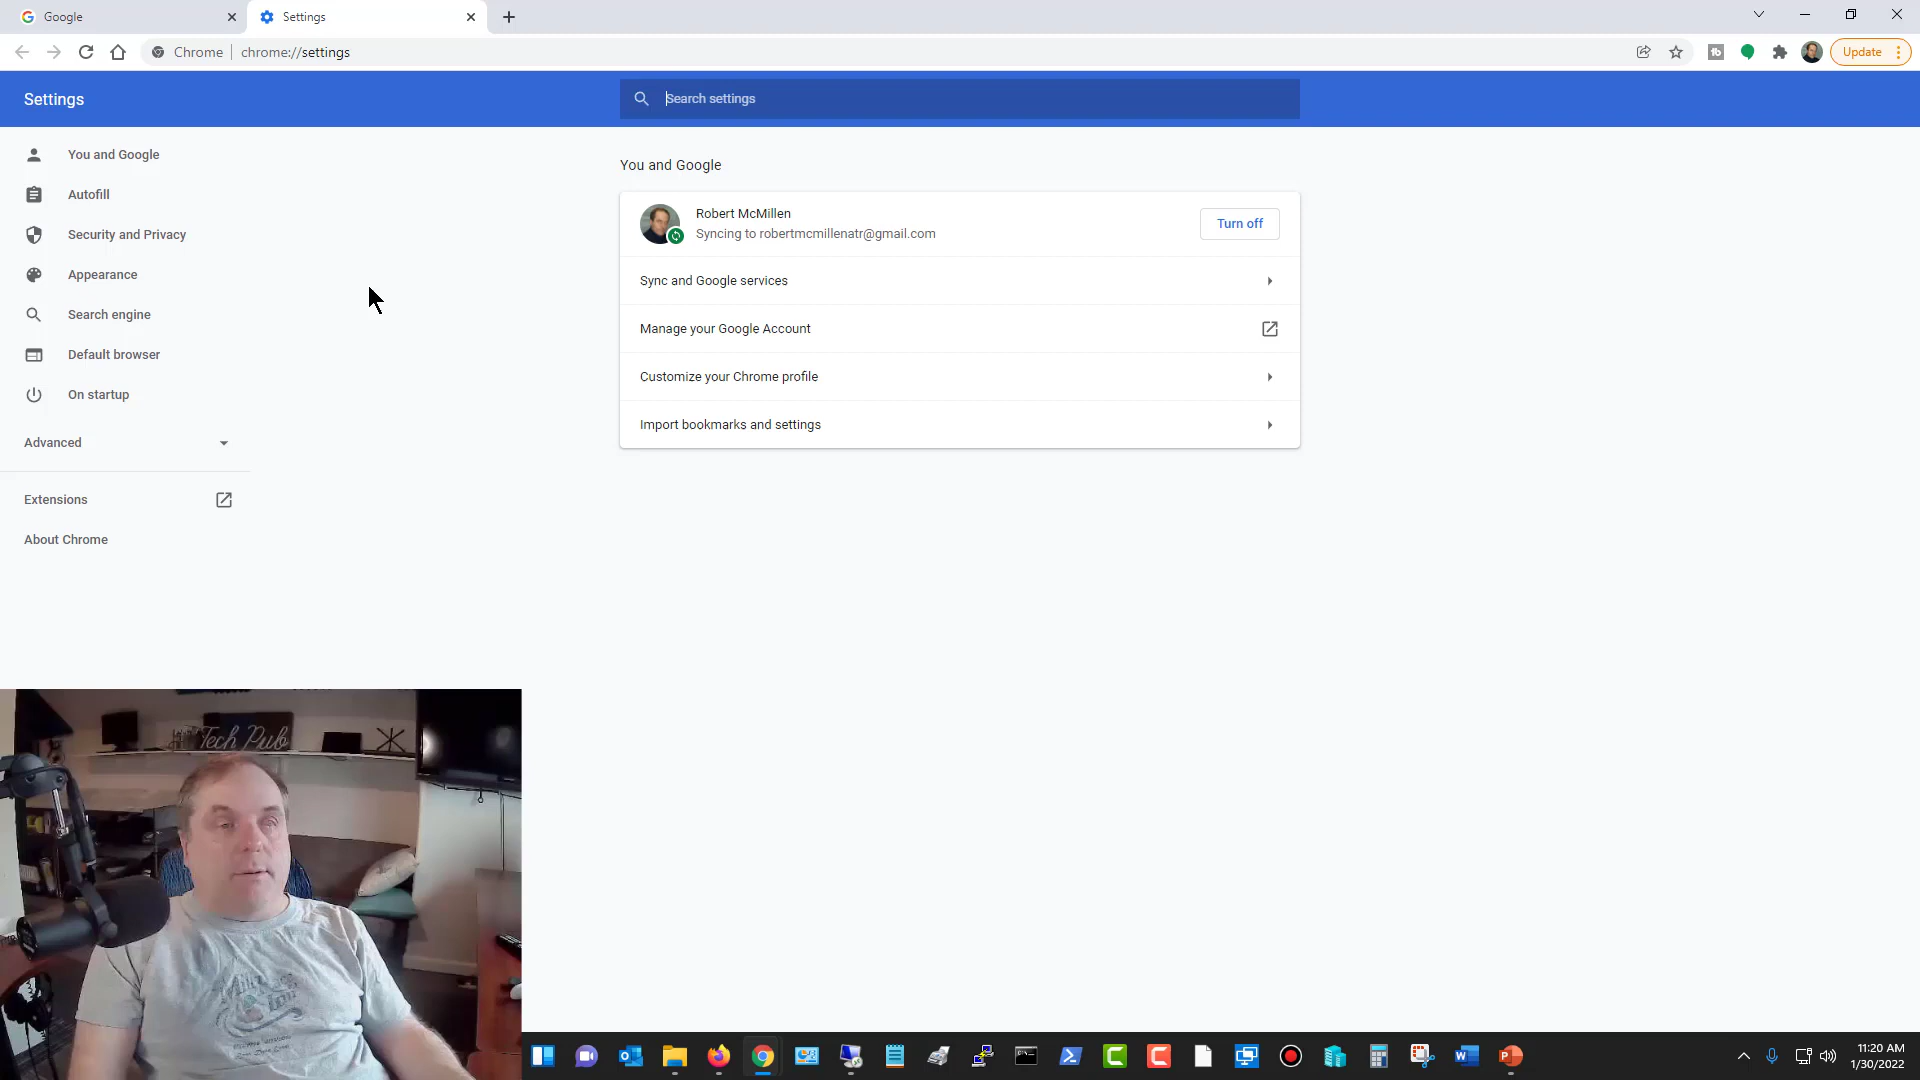 Google
Settings
Update
Chrome
chrome://settings
Settings
Search settings
You and Google
Autofill
Security and Privacy
Appearance
Search engine
Default browser
On startup
Advanced
Extensions
About Chrome
You and Google
Robert McMillen
Syncing to robertmcmillenatr@gmail.com
Turn off
Sync and Google services
Manage your Google Account
Customize your Chrome profile
Import bookmarks and settings
Tech Pub
11:20 AM
1/30/2022